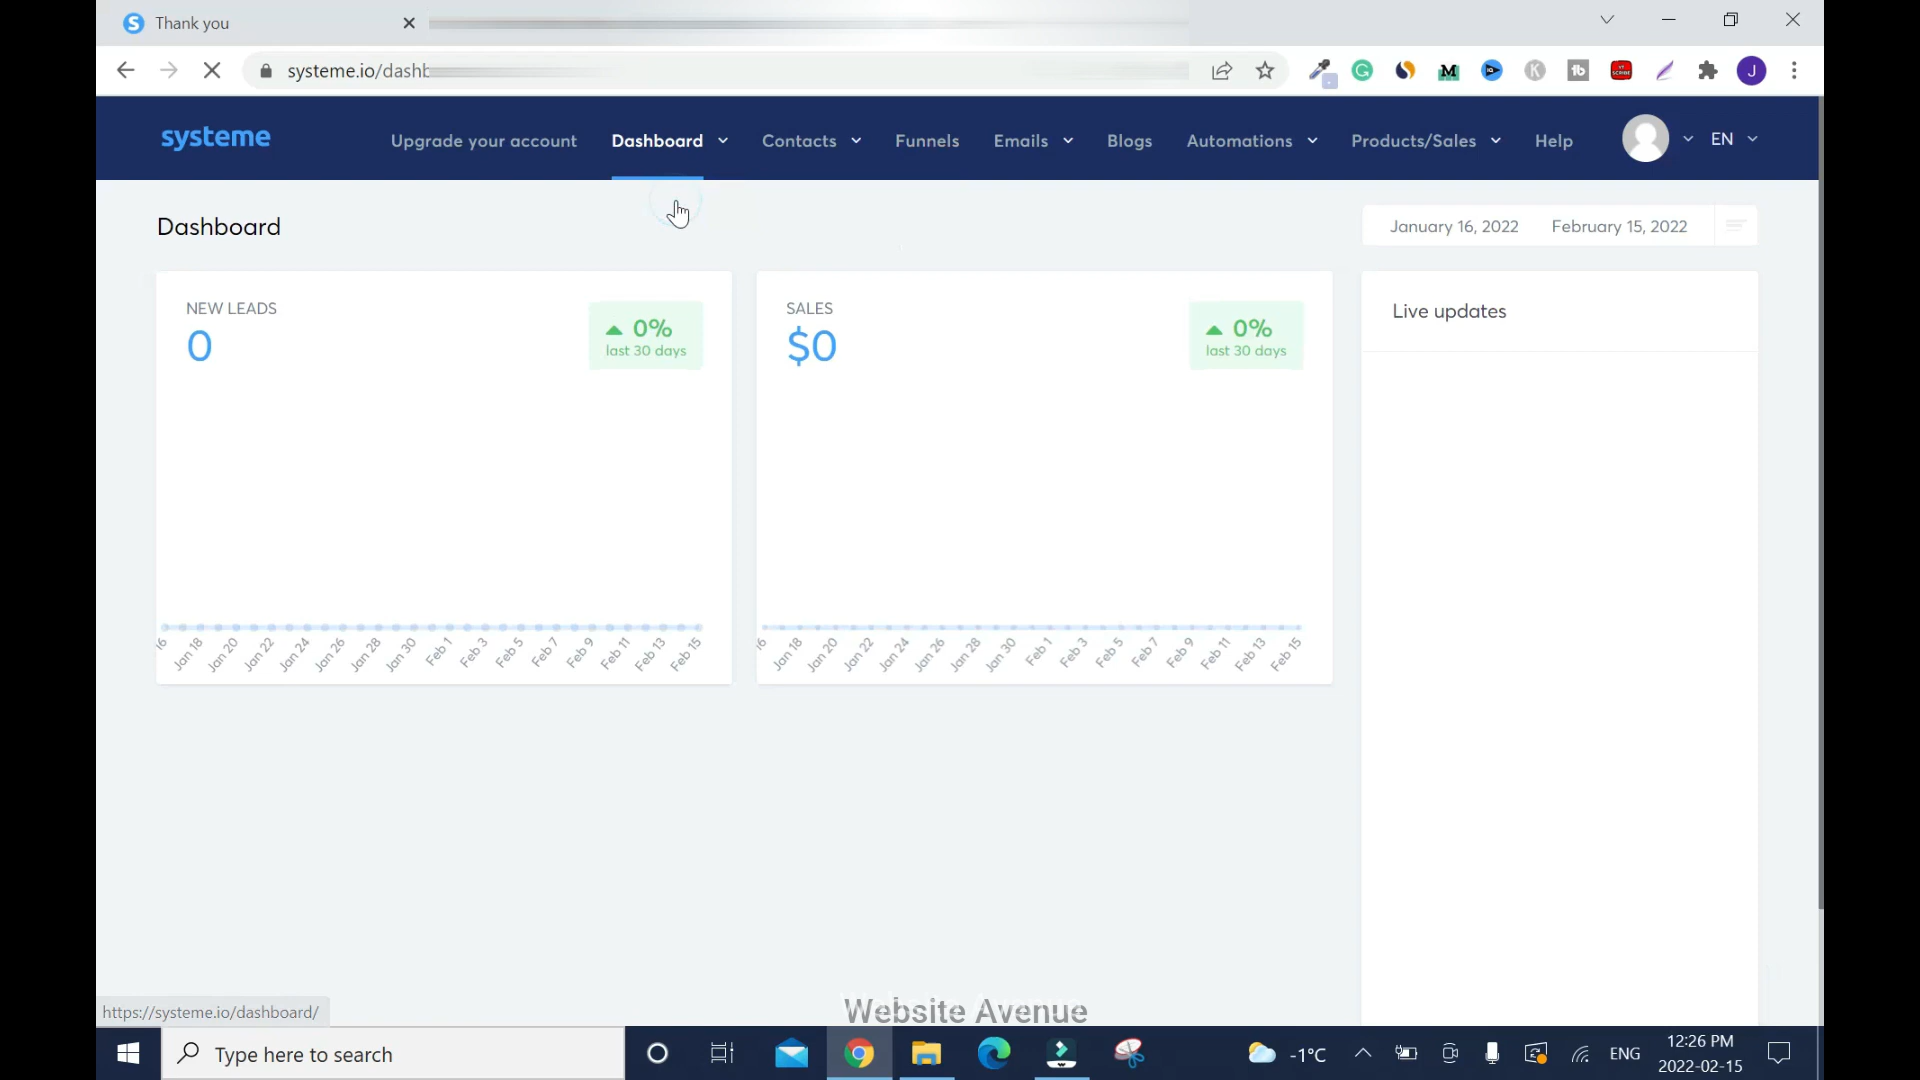 Thank you
systeme.io/dashb
systeme
Upgrade your account
Dashboard
Contacts
Funnels
Emails
Blogs
Automations
Products/Sales
Help
EN
J
Dashboard
January 16, 2022
February 15, 2022
NEW LEADS
0
0%
last 30 days
SALES
$0
0%
last 30 days
Live updates
Jan 18
Jan 20
Jan 22
Jan 24
Jan 26
Jan 28
Jan 30
Feb 1
Feb 3
Feb 5
Feb 7
Feb 9
Feb 11
Feb 13
Feb 15
Jan 18
Jan 20
Jan 22
Jan 24
Jan 26
Jan 28
Jan 30
Feb 1
Feb 3
Feb 5
Feb 7
Feb 9
Feb 11
Feb 13
Feb 15
https://systeme.io/dashboard/
Website Avenue
Type here to search
-1°C
ENG
12:26 PM
2022-02-15